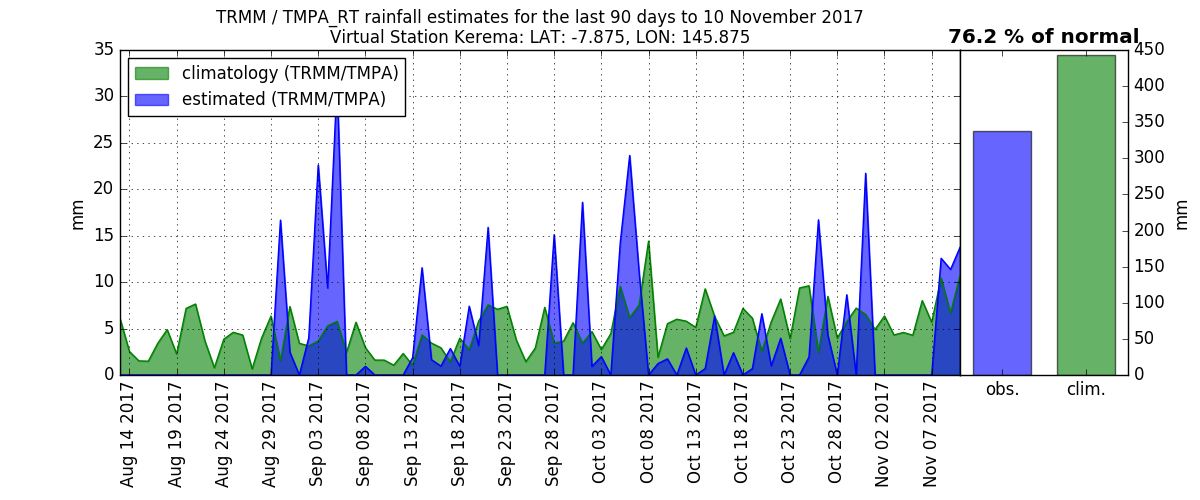 TRMM / TMPA_RT rainfall estimates for the last 90 days to 10 November 2017
Virtual Station Kerema: LAT: -7.875, LON: 145.875
76.2 % of normal
climatology (TRMM/TMPA)
estimated (TRMM/TMPA)
mm
35
30
25
20
15
10
5
0
Aug 14 2017
Aug 19 2017
Aug 24 2017
Aug 29 2017
Sep 03 2017
Sep 08 2017
Sep 13 2017
Sep 18 2017
Sep 23 2017
Sep 28 2017
Oct 03 2017
Oct 08 2017
Oct 13 2017
Oct 18 2017
Oct 23 2017
Oct 28 2017
Nov 02 2017
Nov 07 2017
obs.
clim.
450
400
350
300
250
200
150
100
50
0
mm